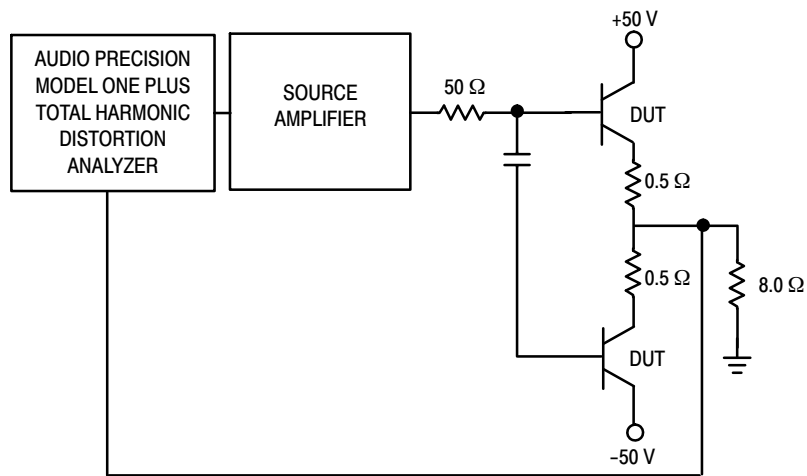 AUDIO PRECISION
MODEL ONE PLUS
TOTAL HARMONIC
DISTORTION
ANALYZER
SOURCE
AMPLIFIER
50 Ω
+50 V
DUT
0.5 Ω
0.5 Ω
8.0 Ω
DUT
-50 V